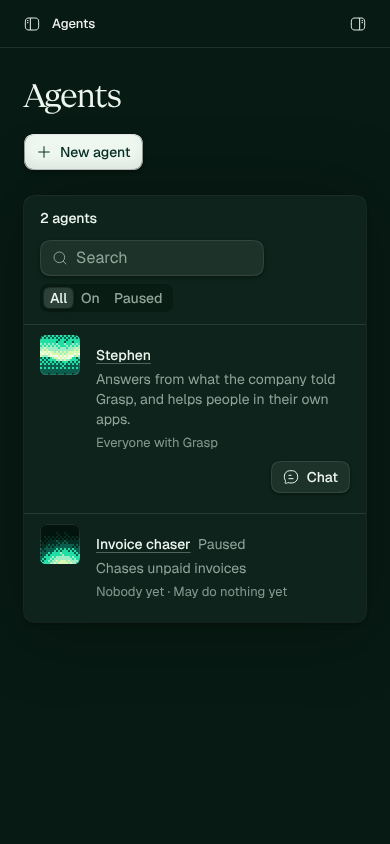 Agents
Agents
New agent
2 agents
Search
All On Paused
Stephen
Answers from what the company told
Grasp, and helps people in their own
apps.
Everyone with Grasp
Chat
Invoice chaser Paused
Chases unpaid invoices
Nobody yet · May do nothing yet